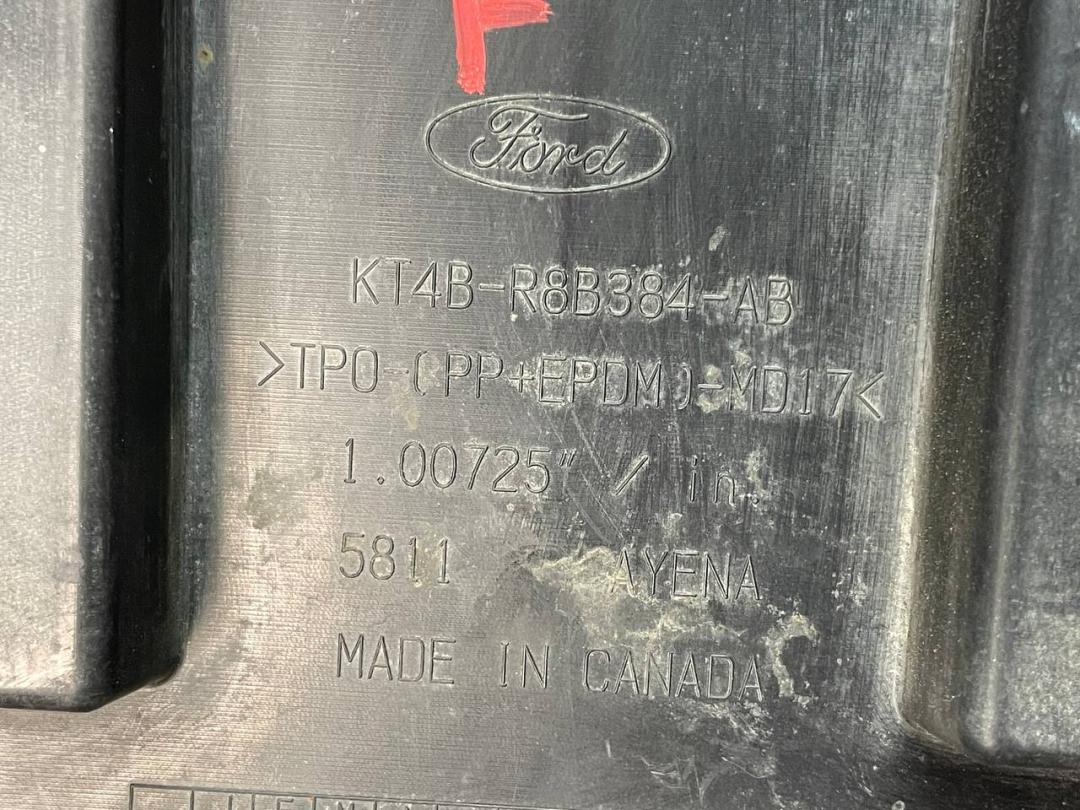 Ford
KT4B-R8B384-AB
>TPO-(PP+EPDM)-MD17<
1.00725" / in.
5811 AYENA
MADE IN CANADA